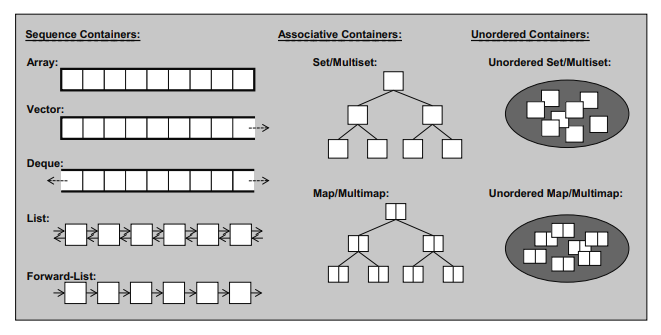 Sequence Containers:
Array:
Vector:
Deque:
List:
Forward-List:
Associative Containers:
Set/Multiset:
Map/Multimap:
Unordered Containers:
Unordered Set/Multiset:
Unordered Map/Multimap: